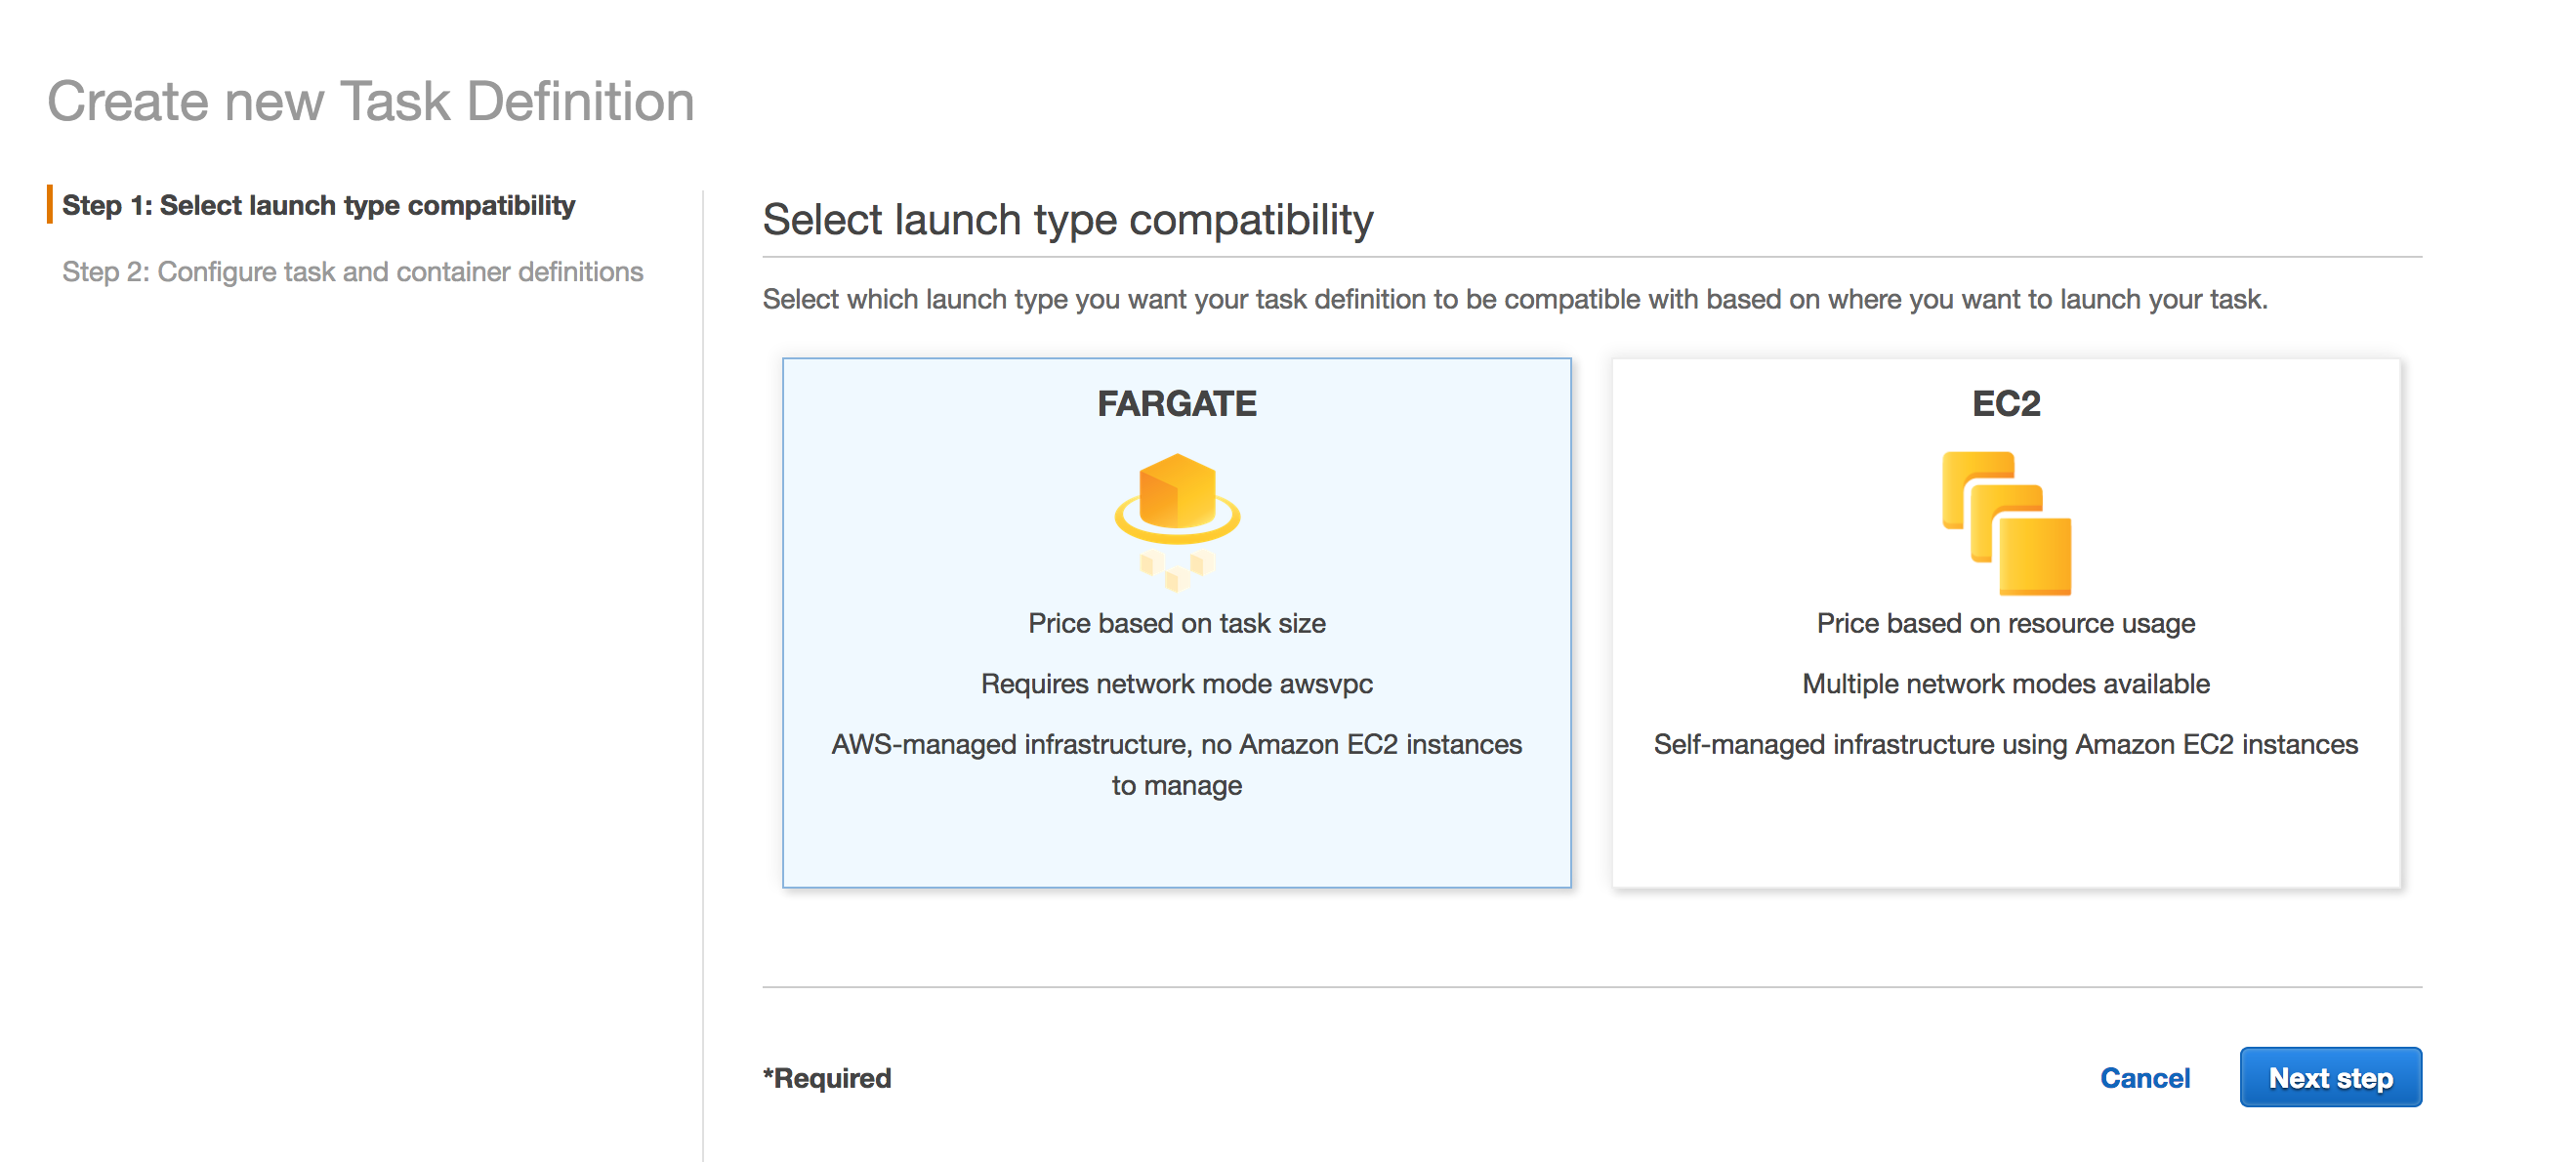 Create new Task Definition
Step 1: Select launch type compatibility
Step 2: Configure task and container definitions
Select launch type compatibility
Select which launch type you want your task definition to be compatible with based on where you want to launch your task.
FARGATE
Price based on task size
Requires network mode awsvpc
AWS-managed infrastructure, no Amazon EC2 instances
to manage
EC2
Price based on resource usage
Multiple network modes available
Self-managed infrastructure using Amazon EC2 instances
*Required
Cancel
Next step